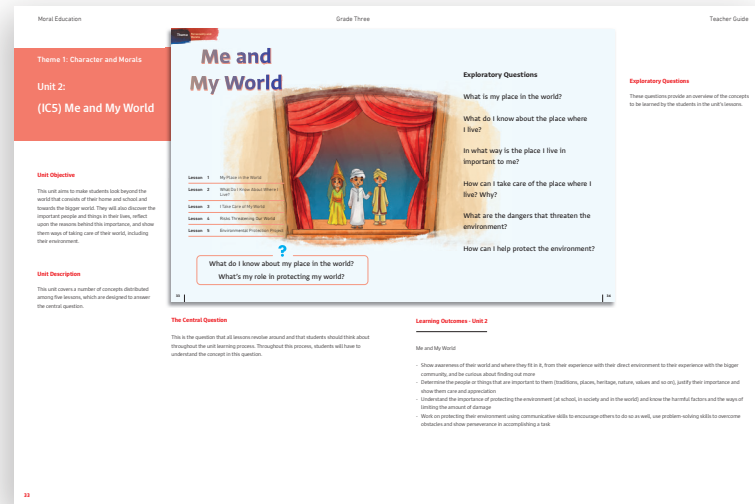 Moral Education
Grade Three
Teacher Guide
Theme 1: Character and Morals
Unit 2:
(IC5) Me and My World
Unit Objective
This unit aims to make students look beyond the
world that consists of their home and school and
towards the bigger world. They will also discover the
important people and things in their lives, reflect
upon the reasons behind this importance, and show
them ways of taking care of their world, including
their environment.
Unit Description
This unit covers a number of concepts distributed
among five lessons, which are designed to answer
the central question.
Theme
Me and
My World
Lesson 1 My Place in the World
Lesson 2 What Do I Know About Where I
Live?
Lesson 3 I Take Care of My World
Lesson 4 Risks Threatening Our World
Lesson 5 Environmental Protection Project
?
What do I know about my place in the world?
What's my role in protecting my world?
Exploratory Questions
What is my place in the world?
What do I know about the place where
I live?
In what way is the place I live in
important to me?
How can I take care of the place where I
live? Why?
What are the dangers that threaten the
environment?
How can I help protect the environment?
Exploratory Questions
These questions provide an overview of the concepts
to be learned by the students in the unit's lessons.
The Central Question
This is the question that all lessons revolve around and that students should think about
throughout the unit learning process. Throughout this process, students will have to
understand the concept in this question.
Learning Outcomes - Unit 2
Me and My World
- Show awareness of their world and where they fit in it, from their experience with their direct environment to their experience with the bigger
community, and be curious about finding out more
- Determine the people or things that are important to them (traditions, places, heritage, nature, values and so on), justify their importance and
show them care and appreciation
- Understand the importance of protecting the environment (at school, in society and in the world) and know the harmful factors and the ways of
limiting the amount of damage
- Work on protecting their environment using communicative skills to encourage others to do so as well, use problem-solving skills to overcome
obstacles and show perseverance in accomplishing a task
33